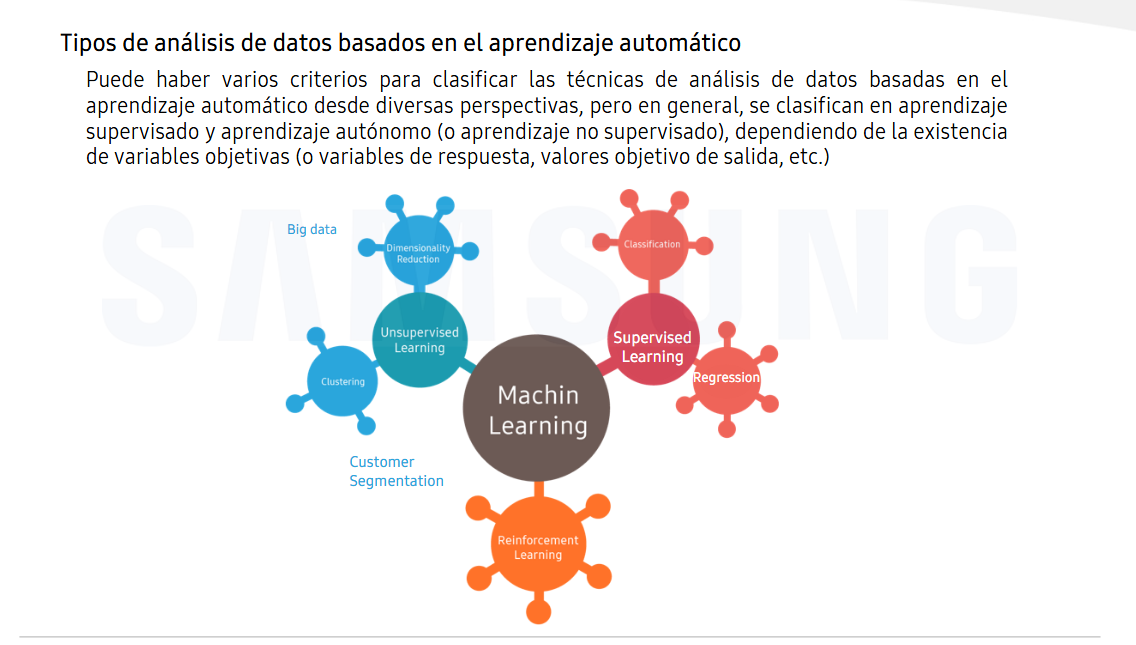 Tipos de análisis de datos basados en el aprendizaje automático
Puede haber varios criterios para clasificar las técnicas de análisis de datos basadas en el
aprendizaje automático desde diversas perspectivas, pero en general, se clasifican en aprendizaje
supervisado y aprendizaje autónomo (o aprendizaje no supervisado), dependiendo de la existencia
de variables objetivas (o variables de respuesta, valores objetivo de salida, etc.)
SAMSUNG
Big data
Dimensionality
Reduction
Classification
Unsupervised
Learning
Supervised
Learning
Clustering
Regression
Machin
Learning
Customer
Segmentation
Reinforcement
Learning